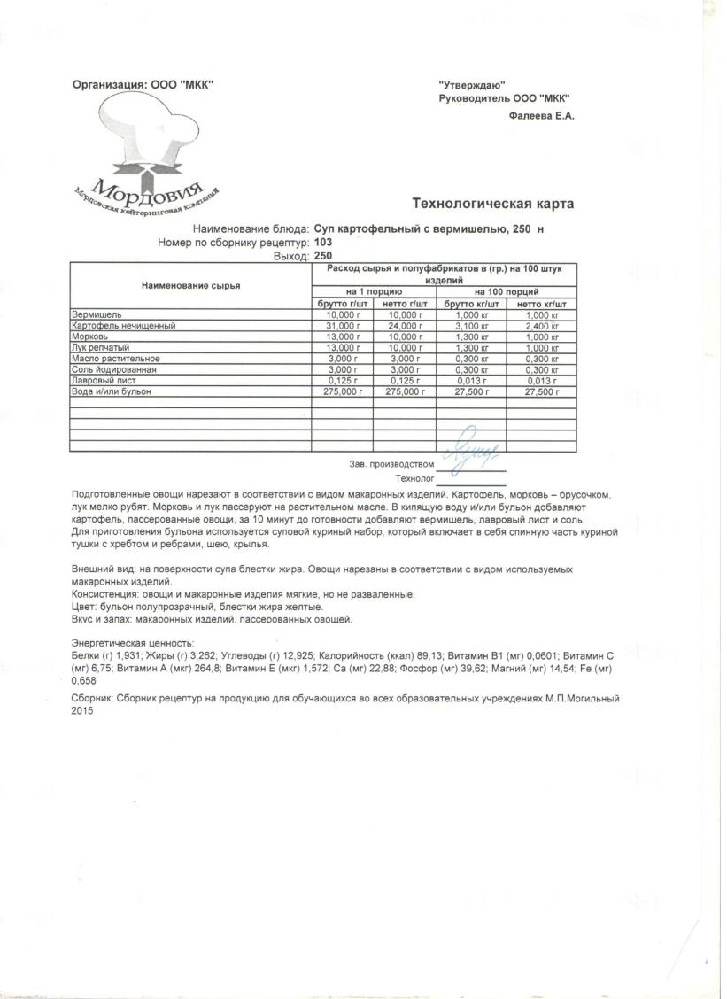 Организация: ООО "МКК"
"Утверждаю"
Руководитель ООО "МКК"
Фалеева Е.А.
Мордовия
Мордовская кейтеринговая компания
Технологическая карта
Наименование блюда: Суп картофельный с вермишелью, 250 н
Номер по сборнику рецептур: 103
Выход: 250
Наименование сырья
Расход сырья и полуфабрикатов в (гр.) на 100 штук
изделий
на 1 порцию на 100 порций
брутто г/шт нетто г/шт брутто кг/шт нетто кг/шт
Вермишель 10,000 г 10,000 г 1,000 кг 1,000 кг
Картофель нечищенный 31,000 г 24,000 г 3,100 кг 2,400 кг
Морковь 13,000 г 10,000 г 1,300 кг 1,000 кг
Лук репчатый 13,000 г 10,000 г 1,300 кг 1,000 кг
Масло растительное 3,000 г 3,000 г 0,300 кг 0,300 кг
Соль йодированная 3,000 г 3,000 г 0,300 кг 0,300 кг
Лавровый лист 0,125 г 0,125 г 0,013 г 0,013 г
Вода и/или бульон 275,000 г 275,000 г 27,500 г 27,500 г
Зав. производством
Технолог
Подготовленные овощи нарезают в соответствии с видом макаронных изделий. Картофель, морковь – брусочком,
лук мелко рубят. Морковь и лук пассеруют на растительном масле. В кипящую воду и/или бульон добавляют
картофель, пассерованные овощи, за 10 минут до готовности добавляют вермишель, лавровый лист и соль.
Для приготовления бульона используется суповой куриный набор, который включает в себя спинную часть куриной
тушки с хребтом и ребрами, шею, крылья.
Внешний вид: на поверхности супа блестки жира. Овощи нарезаны в соответствии с видом используемых
макаронных изделий.
Консистенция: овощи и макаронные изделия мягкие, но не разваленные.
Цвет: бульон полупрозрачный, блестки жира желтые.
Вкус и запах: макаронных изделий, пассерованных овощей.
Энергетическая ценность:
Белки (г) 1,931; Жиры (г) 3,262; Углеводы (г) 12,925; Калорийность (ккал) 89,13; Витамин В1 (мг) 0,0601; Витамин С
(мг) 6,75; Витамин А (мкг) 264,8; Витамин Е (мкг) 1,572; Са (мг) 22,88; Фосфор (мг) 39,62; Магний (мг) 14,54; Fe (мг)
0,658
Сборник: Сборник рецептур на продукцию для обучающихся во всех образовательных учреждениях М.П.Могильный
2015